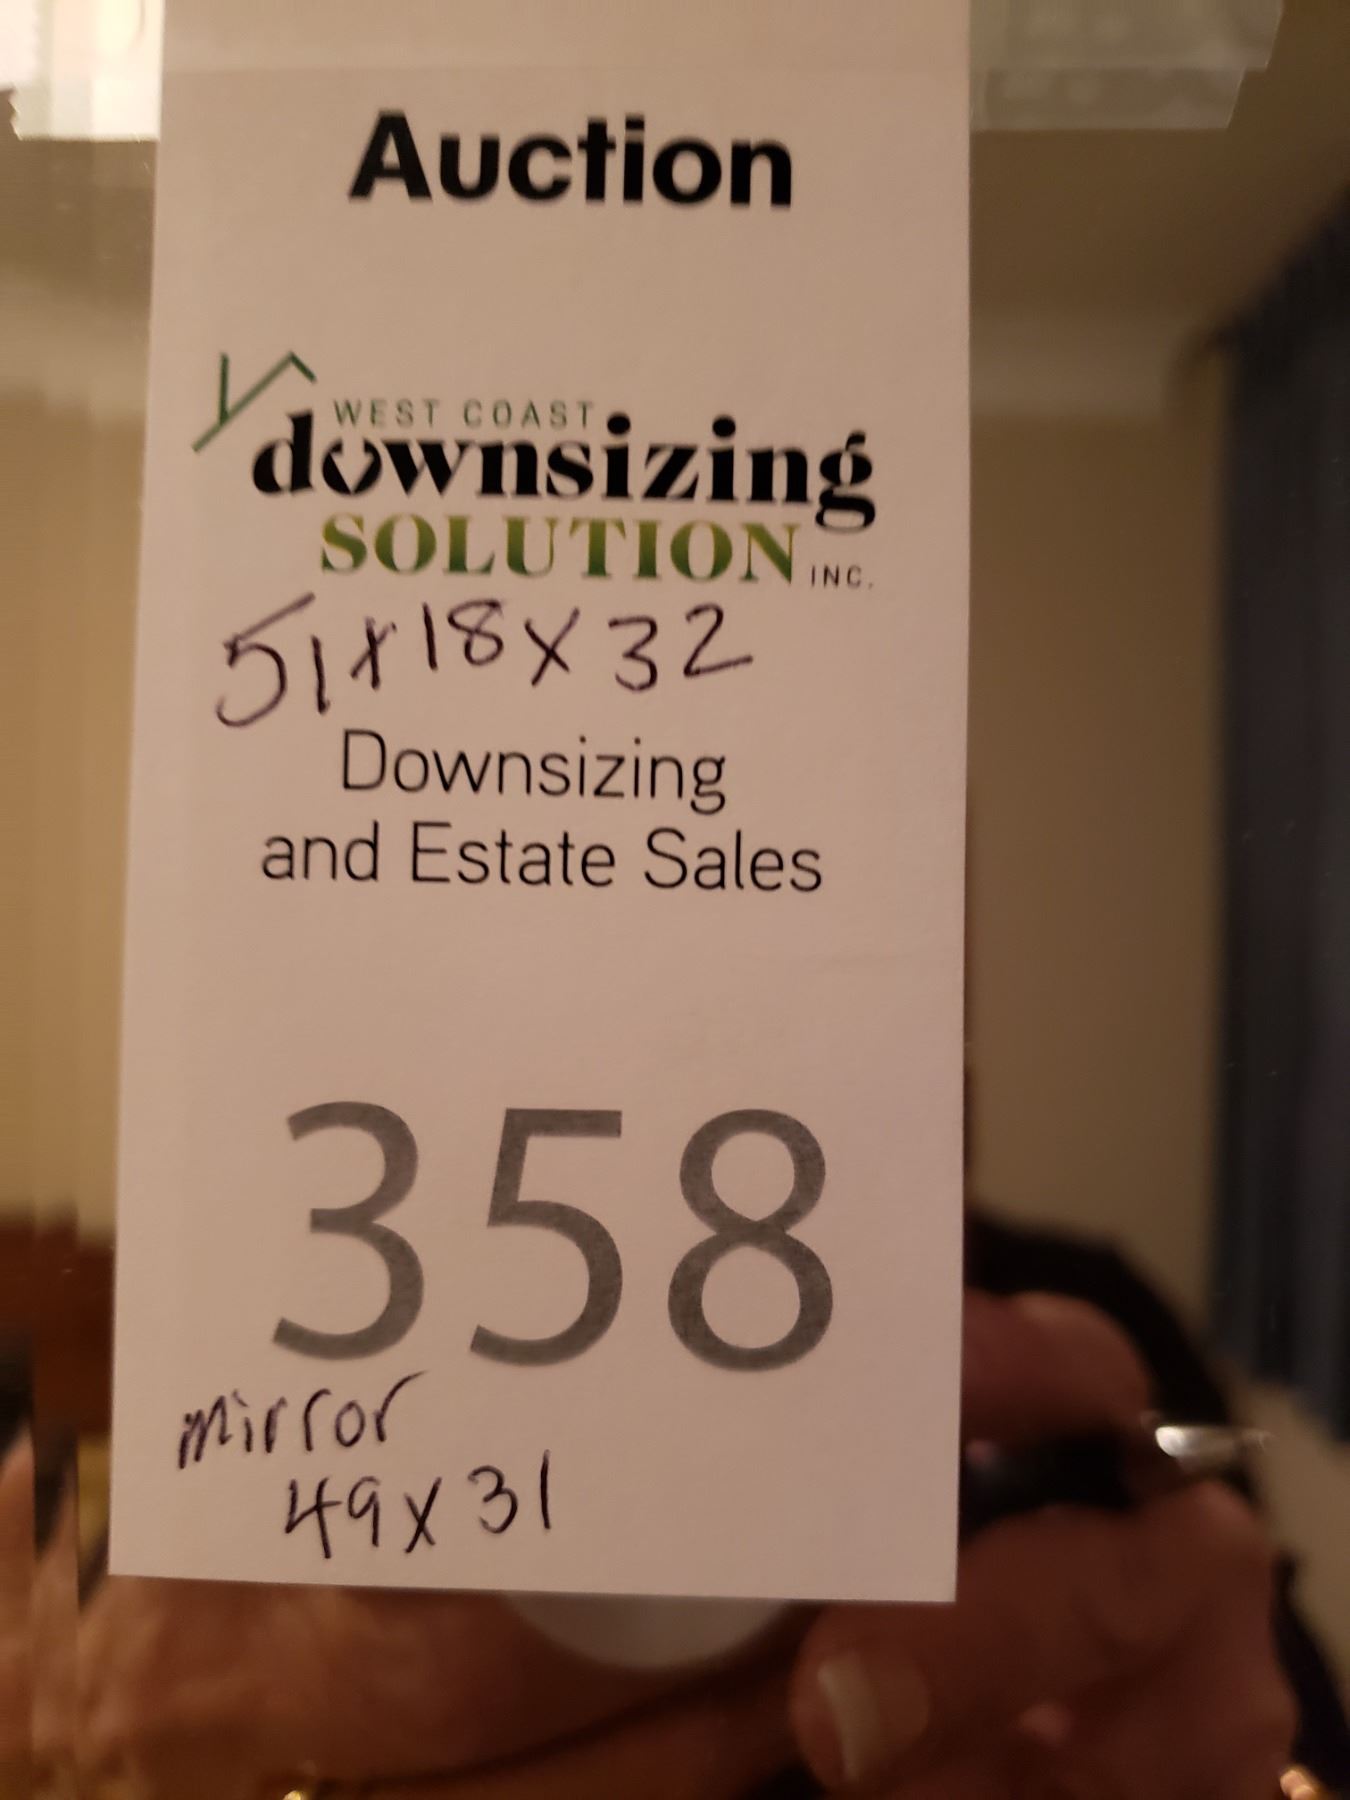 Auction
WEST COAST
downsizing
SOLUTION INC.
51x18x32
Downsizing
and Estate Sales
358
mirror
49x31